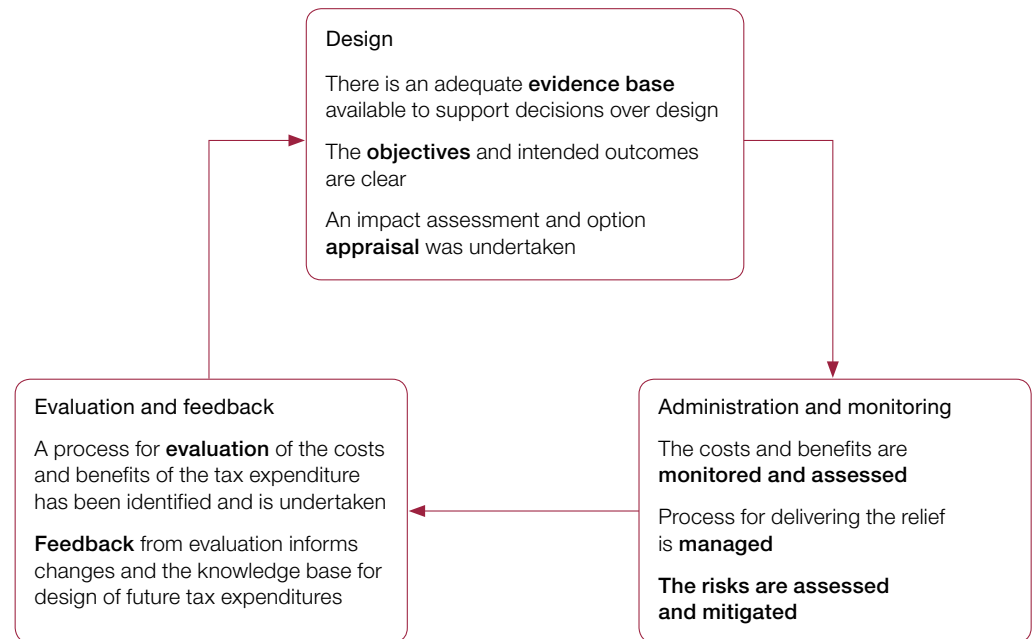 Design
There is an adequate evidence base
available to support decisions over design
The objectives and intended outcomes
are clear
An impact assessment and option
appraisal was undertaken
Evaluation and feedback
A process for evaluation of the costs
and benefits of the tax expenditure
has been identified and is undertaken
Feedback from evaluation informs
changes and the knowledge base for
design of future tax expenditures
Administration and monitoring
The costs and benefits are
monitored and assessed
Process for delivering the relief
is managed
The risks are assessed
and mitigated